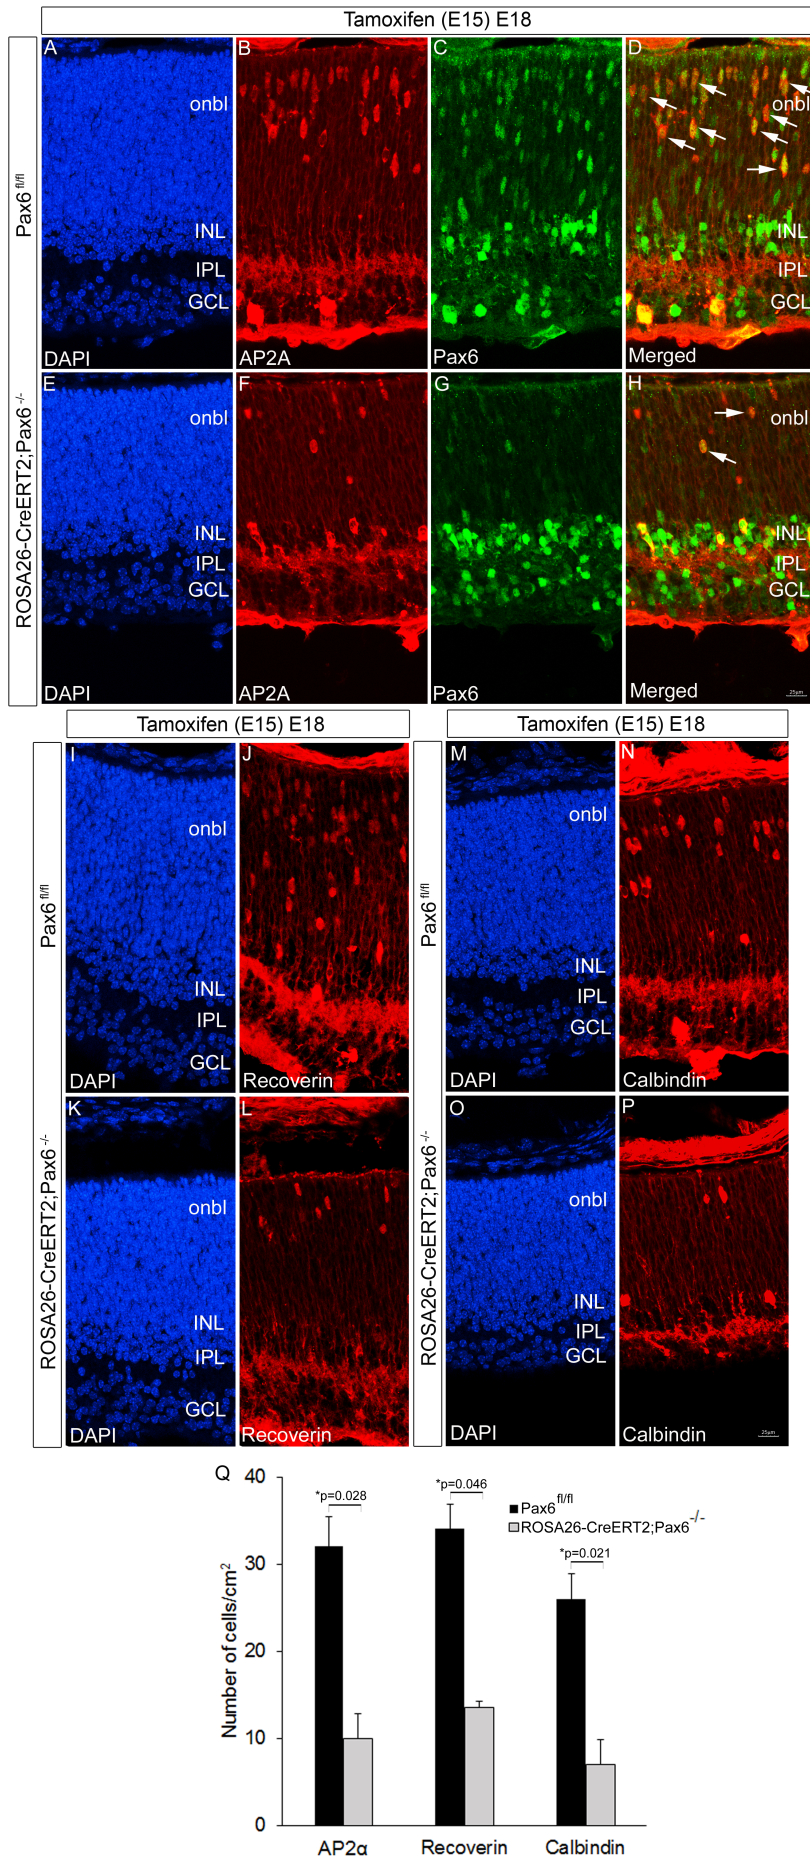 Tamoxifen (E15) E18
Pax6 fl/fl
A
onbl
INL
IPL
GCL
DAPI
B
AP2A
C
Pax6
D
onbl
INL
IPL
GCL
Merged
ROSA26-CreERT2;Pax6 -/-
E
onbl
INL
IPL
GCL
DAPI
F
AP2A
G
Pax6
H
onbl
INL
IPL
GCL
25µm
Merged
Tamoxifen (E15) E18
Pax6 fl/fl
I
onbl
INL
IPL
GCL
DAPI
J
Recoverin
ROSA26-CreERT2;Pax6 -/-
K
onbl
INL
IPL
GCL
DAPI
L
Recoverin
Tamoxifen (E15) E18
Pax6 fl/fl
M
onbl
INL
IPL
GCL
DAPI
N
Calbindin
ROSA26-CreERT2;Pax6 -/-
O
onbl
INL
IPL
GCL
DAPI
P
Calbindin
25µm
Q
Number of cells/cm2
40
30
20
10
0
*p=0.028
*p=0.046
*p=0.021
Pax6 fl/fl
ROSA26-CreERT2;Pax6 -/-
AP2α
Recoverin
Calbindin